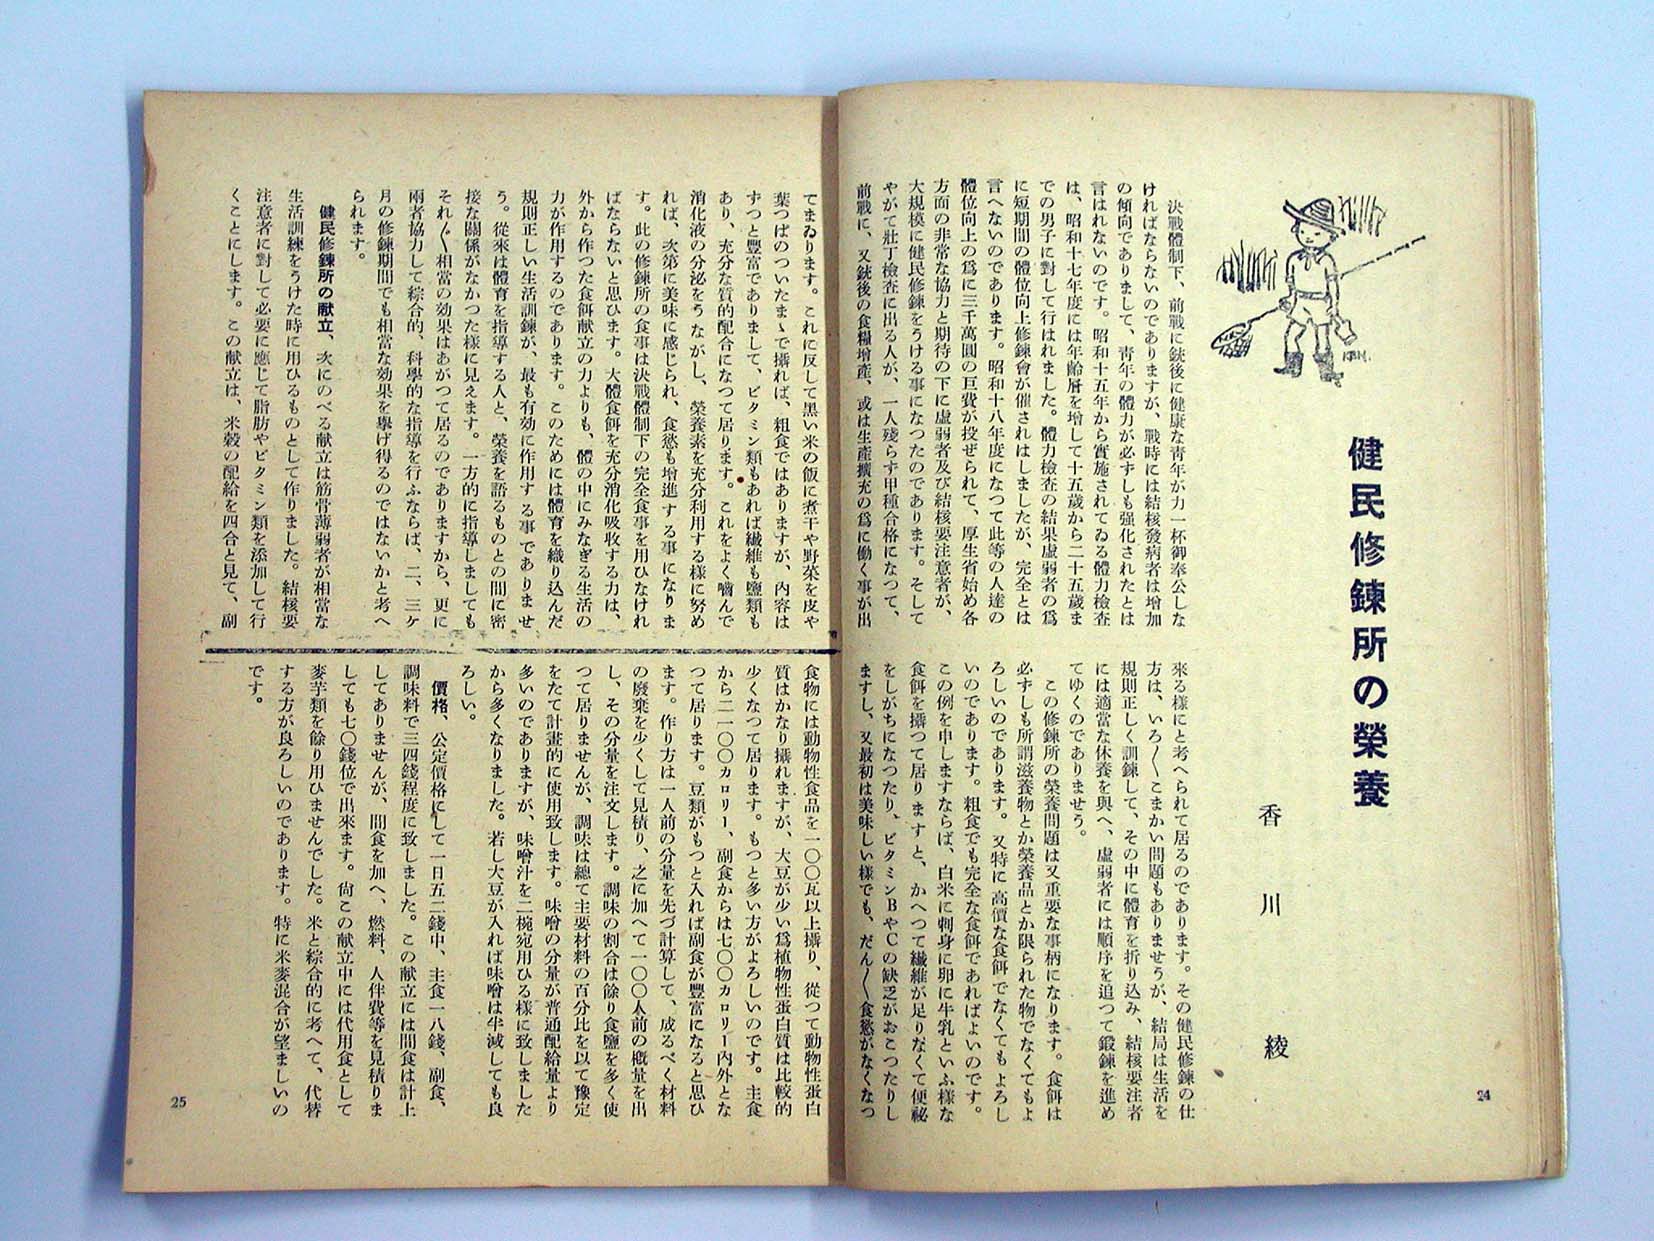 健民修鍊所の榮養
香川 綾
決戰體制下、前戰に銃後に健康な靑年が力一杯御奉公しな
ければならないのでありますが、戰時には結核發病者は增加
の傾向でありまして、靑年の體力が必ずしも强化されたとは
言はれないのです。昭和十五年から實施されてゐる體力檢査
は、昭和十七年度には年齡層を增して十五歲から二十五歲ま
での男子に對して行はれました。體力檢査の結果虛弱者の爲
に短期間の體位向上修鍊會が催されはしましたが、完全とは
言へないのであります。昭和十八年度になつて此等の人達の
體位向上の爲に三千萬圓の巨費が投ぜられて、厚生省始め各
方面の非常な協力と期待の下に虛弱者及び結核要注意者が、
大規模に健民修鍊をうける事になつたのであります。そして
やがて壯丁檢査に出る人が、一人殘らず甲種合格になつて、
前戰に、又銃後の食糧增產、或は生產擴充の爲に働く事が出
來る樣にと考へられて居るのであります。その健民修鍊の仕
方は、いろ〱こまかい問題もありませうが、結局は生活を
規則正しく訓練して、その中に體育を折り込み、結核要注者
には適當な休養を與へ、虛弱者には順序を追つて鍛鍊を進め
てゆくのでありませう。
この修鍊所の榮養問題は又重要な事柄になります。食餌は
必ずしも所謂滋養物とか榮養品とか限られた物でなくてもよ
ろしいのであります。又特に高價な食餌でなくてもよろし
いのであります。粗食でも完全な食餌であればよいのです。
この例を申しますならば、白米に刺身に卵に牛乳といふ樣な
食餌を攝つて居りますと、かへつて纖維が足りなくて便祕
をしがちになつたり、ビタミンBやCの缺乏がおこつたりし
ますし、又最初は美味しい樣でも、だん〱食慾がなくなつ
24
てまゐります。これに反して黑い米の飯に煮干や野菜を皮や
葉つぱのついたまゝで攝れば、粗食ではありますが、內容は
ずつと豐富でありまして、ビタミン類もあれば纖維も鹽類も
あり、充分な質的配合になつて居ります。これをよく嚙んで
消化液の分泌をうながし、榮養素を充分利用する樣に努め
れば、次第に美味に感じられ、食慾も增進する事になりま
す。此の修鍊所の食事は決戰體制下の完全食事を用ひなけれ
ばならないと思ひます。大體食餌を充分消化吸收する力は、
外から作つた食餌獻立の力よりも、體の中にみなぎる生活の
力が作用するのであります。このためには體育を織り込んだ
規則正しい生活訓練が、最も有効に作用する事でありませ
う。從來は體育を指導する人と、榮養を語るものとの間に密
接な關係がなかつた樣に見えます。一方的に指導しましても
それ〲相當の効果はあがつて居るのでありますから、更に
兩者協力して綜合的、科學的な指導を行ふならば、二、三ケ
月の修鍊期間でも相當な効果を擧げ得るのではないかと考へ
られます。
健民修鍊所の獻立、次にのべる獻立は筋骨薄弱者が相當な
生活訓練をうけた時に用ひるものとして作りました。結核要
注意者に對して必要に應じて脂肪やビタミン類を添加して行
くことにします。この獻立は、米穀の配給を四合と見て、副
食物には動物性食品を一〇〇瓦以上攝り、從つて動物性蛋白
質はかなり攝れますが、大豆が少い爲植物性蛋白質は比較的
少くなつて居ります。もつと多い方がよろしいのです。主食
から二一〇〇カロリー、副食からは七〇〇カロリー內外とな
つて居ります。豆類がもつと入れば副食が豐富になると思ひ
ます。作り方は一人前の分量を先づ計算して、成るべく材料
の廢棄を少くして見積り、之に加へて一〇〇人前の槪量を出
し、その分量を注文します。調味の割合は餘り食鹽を多く使
つて居りませんが、調味は總て主要材料の百分比を以て豫定
をたて計畫的に使用致します。味噌の分量が普通配給量より
多いのでありますが、味噌汁を二椀宛用ひる樣に致しました
から多くなりました。若し大豆が入れば味噌は半減しても良
ろしい。
價格、公定價格にして一日五二錢中、主食一八錢、副食、
調味料で三四錢程度に致しました。この獻立には間食は計上
してありませんが、間食を加へ、燃料、人件費等を見積りま
しても七〇錢位で出來ます。尙この獻立中には代用食として
麥芋類を餘り用ひませんでした。米と綜合的に考へて、代替
する方が良ろしいのであります。特に米麥混合が望ましいの
です。
25